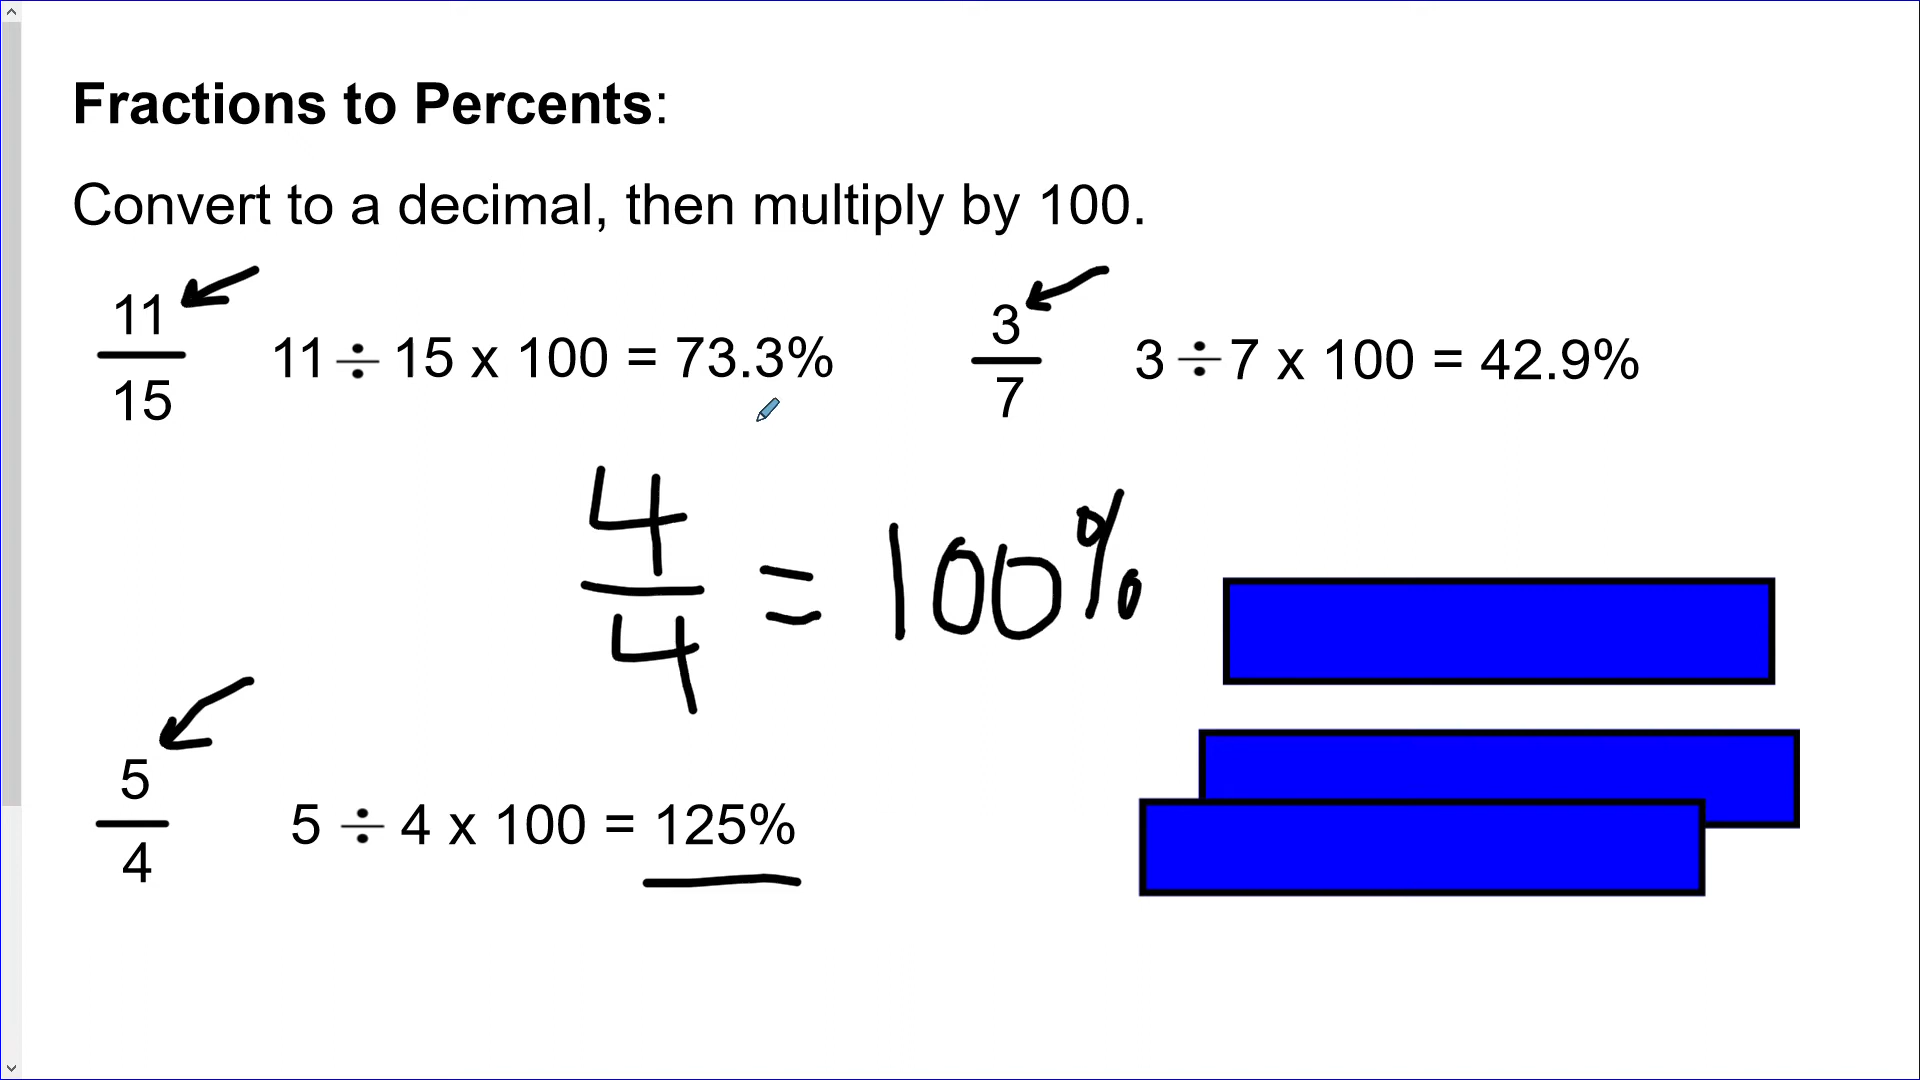 Fractions to Percents:
Convert to a decimal, then multiply by 100.
11
15
11 ÷ 15 x 100 = 73.3%
3
7
3 ÷ 7 x 100 = 42.9%
4
4
= 100%
5
4
5 ÷ 4 x 100 = 125%